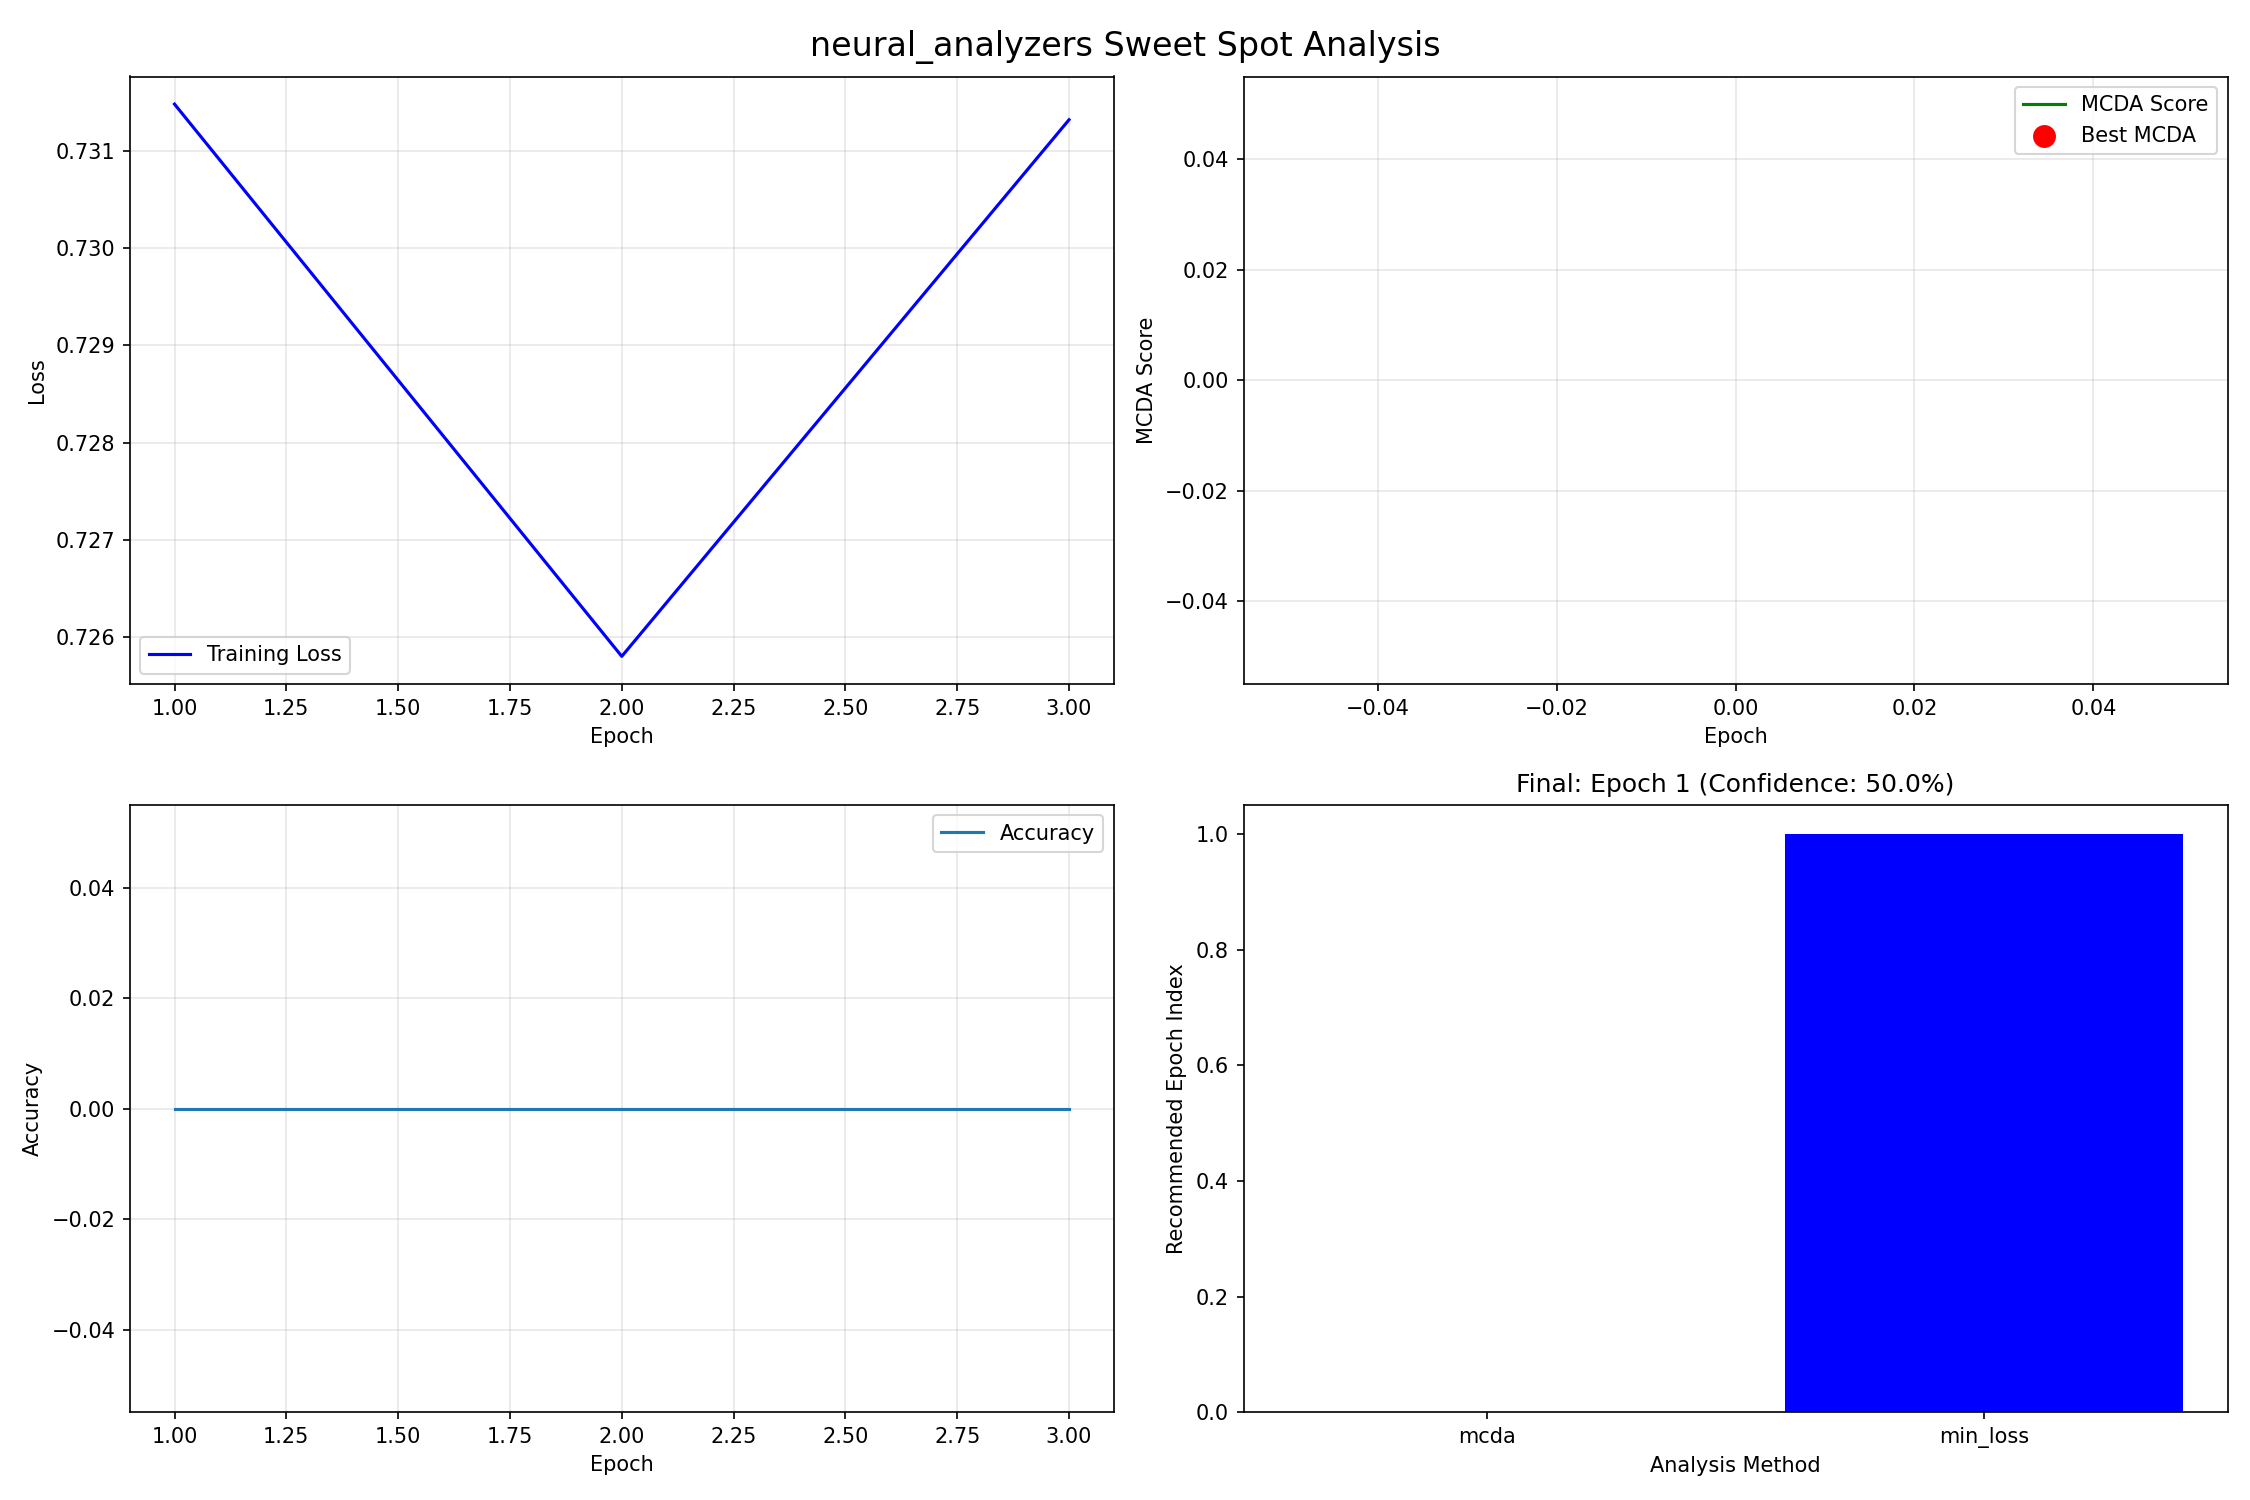 neural_analyzers Sweet Spot Analysis
0.731
0.730
0.729
0.728
0.727
0.726
Loss
Training Loss
1.00 1.25 1.50 1.75 2.00 2.25 2.50 2.75 3.00
Epoch
MCDA Score
Best MCDA
0.04
0.02
0.00
−0.02
−0.04
MCDA Score
−0.04 −0.02 0.00 0.02 0.04
Epoch
Accuracy
0.04
0.02
0.00
−0.02
−0.04
Accuracy
1.00 1.25 1.50 1.75 2.00 2.25 2.50 2.75 3.00
Epoch
Final: Epoch 1 (Confidence: 50.0%)
1.0
0.8
0.6
0.4
0.2
0.0
Recommended Epoch Index
mcda min_loss
Analysis Method